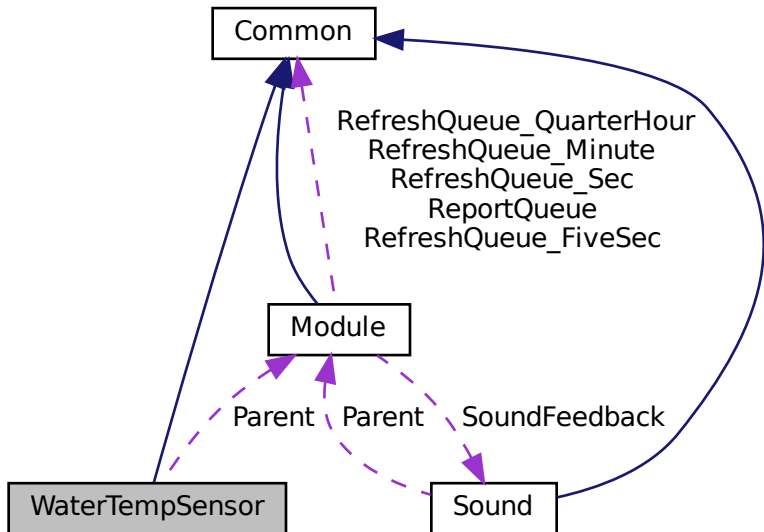 Common
RefreshQueue_QuarterHour
RefreshQueue_Minute
RefreshQueue_Sec
ReportQueue
RefreshQueue_FiveSec
Module
Parent
Parent
SoundFeedback
WaterTempSensor
Sound